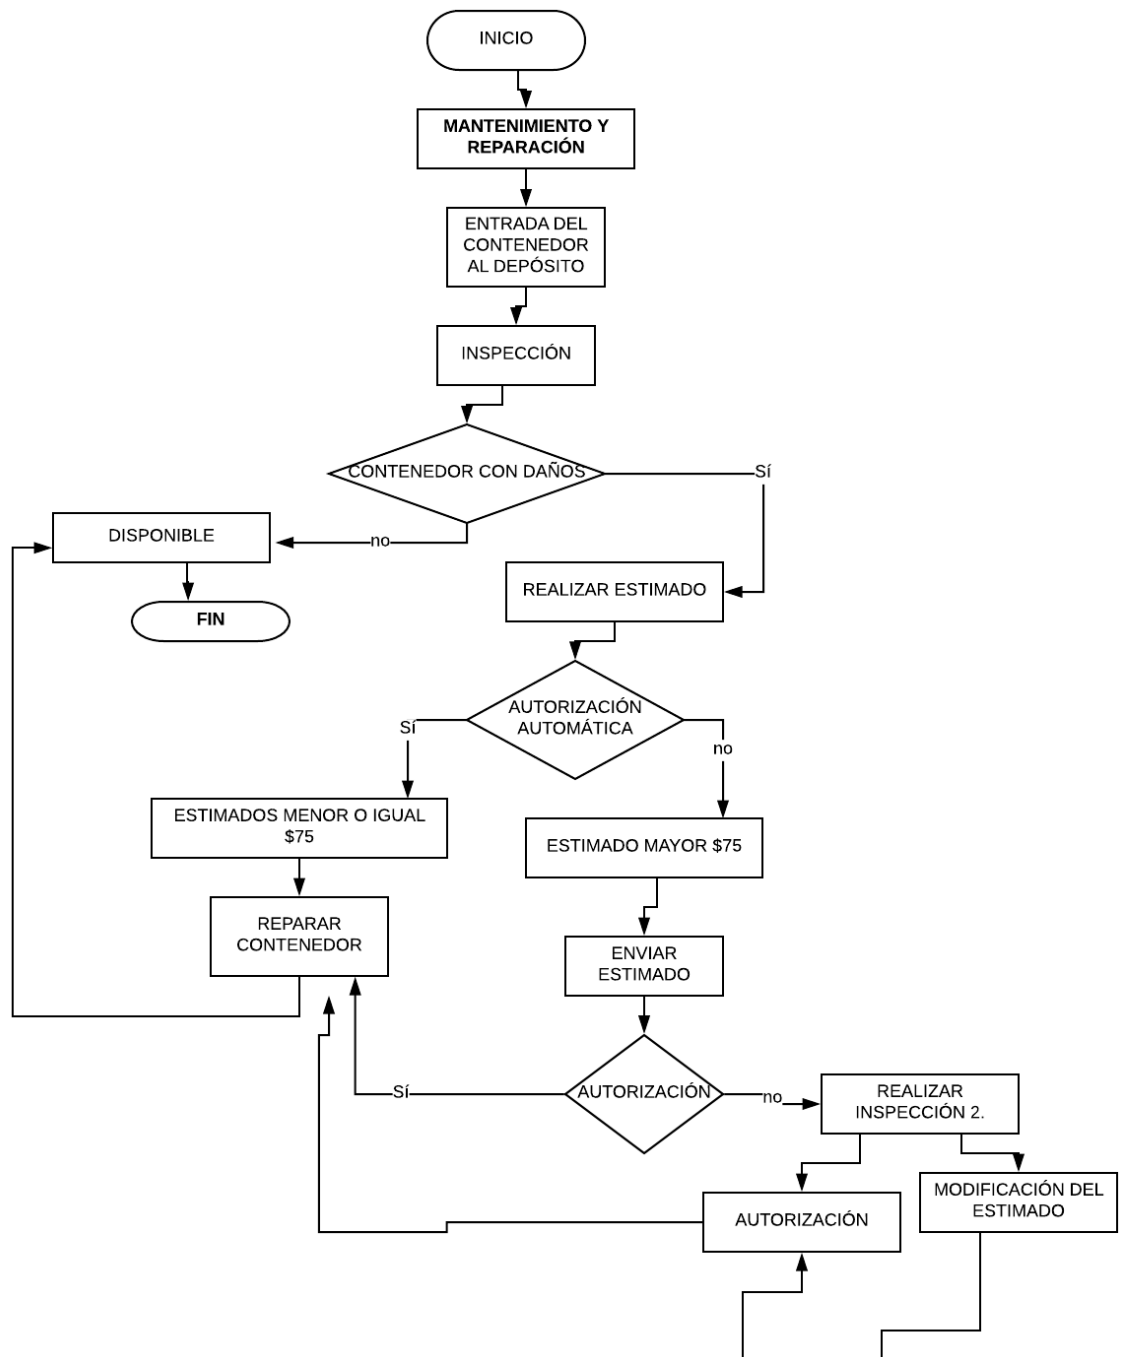 INICIO
MANTENIMIENTO Y
REPARACIÓN
ENTRADA DEL
CONTENEDOR
AL DEPÓSITO
INSPECCIÓN
CONTENEDOR CON DAÑOS
Sí
no
DISPONIBLE
FIN
REALIZAR ESTIMADO
AUTORIZACIÓN
AUTOMÁTICA
Sí
no
ESTIMADOS MENOR O IGUAL
$75
ESTIMADO MAYOR $75
REPARAR
CONTENEDOR
ENVIAR
ESTIMADO
AUTORIZACIÓN
Sí
no
REALIZAR
INSPECCIÓN 2.
AUTORIZACIÓN
MODIFICACIÓN DEL
ESTIMADO